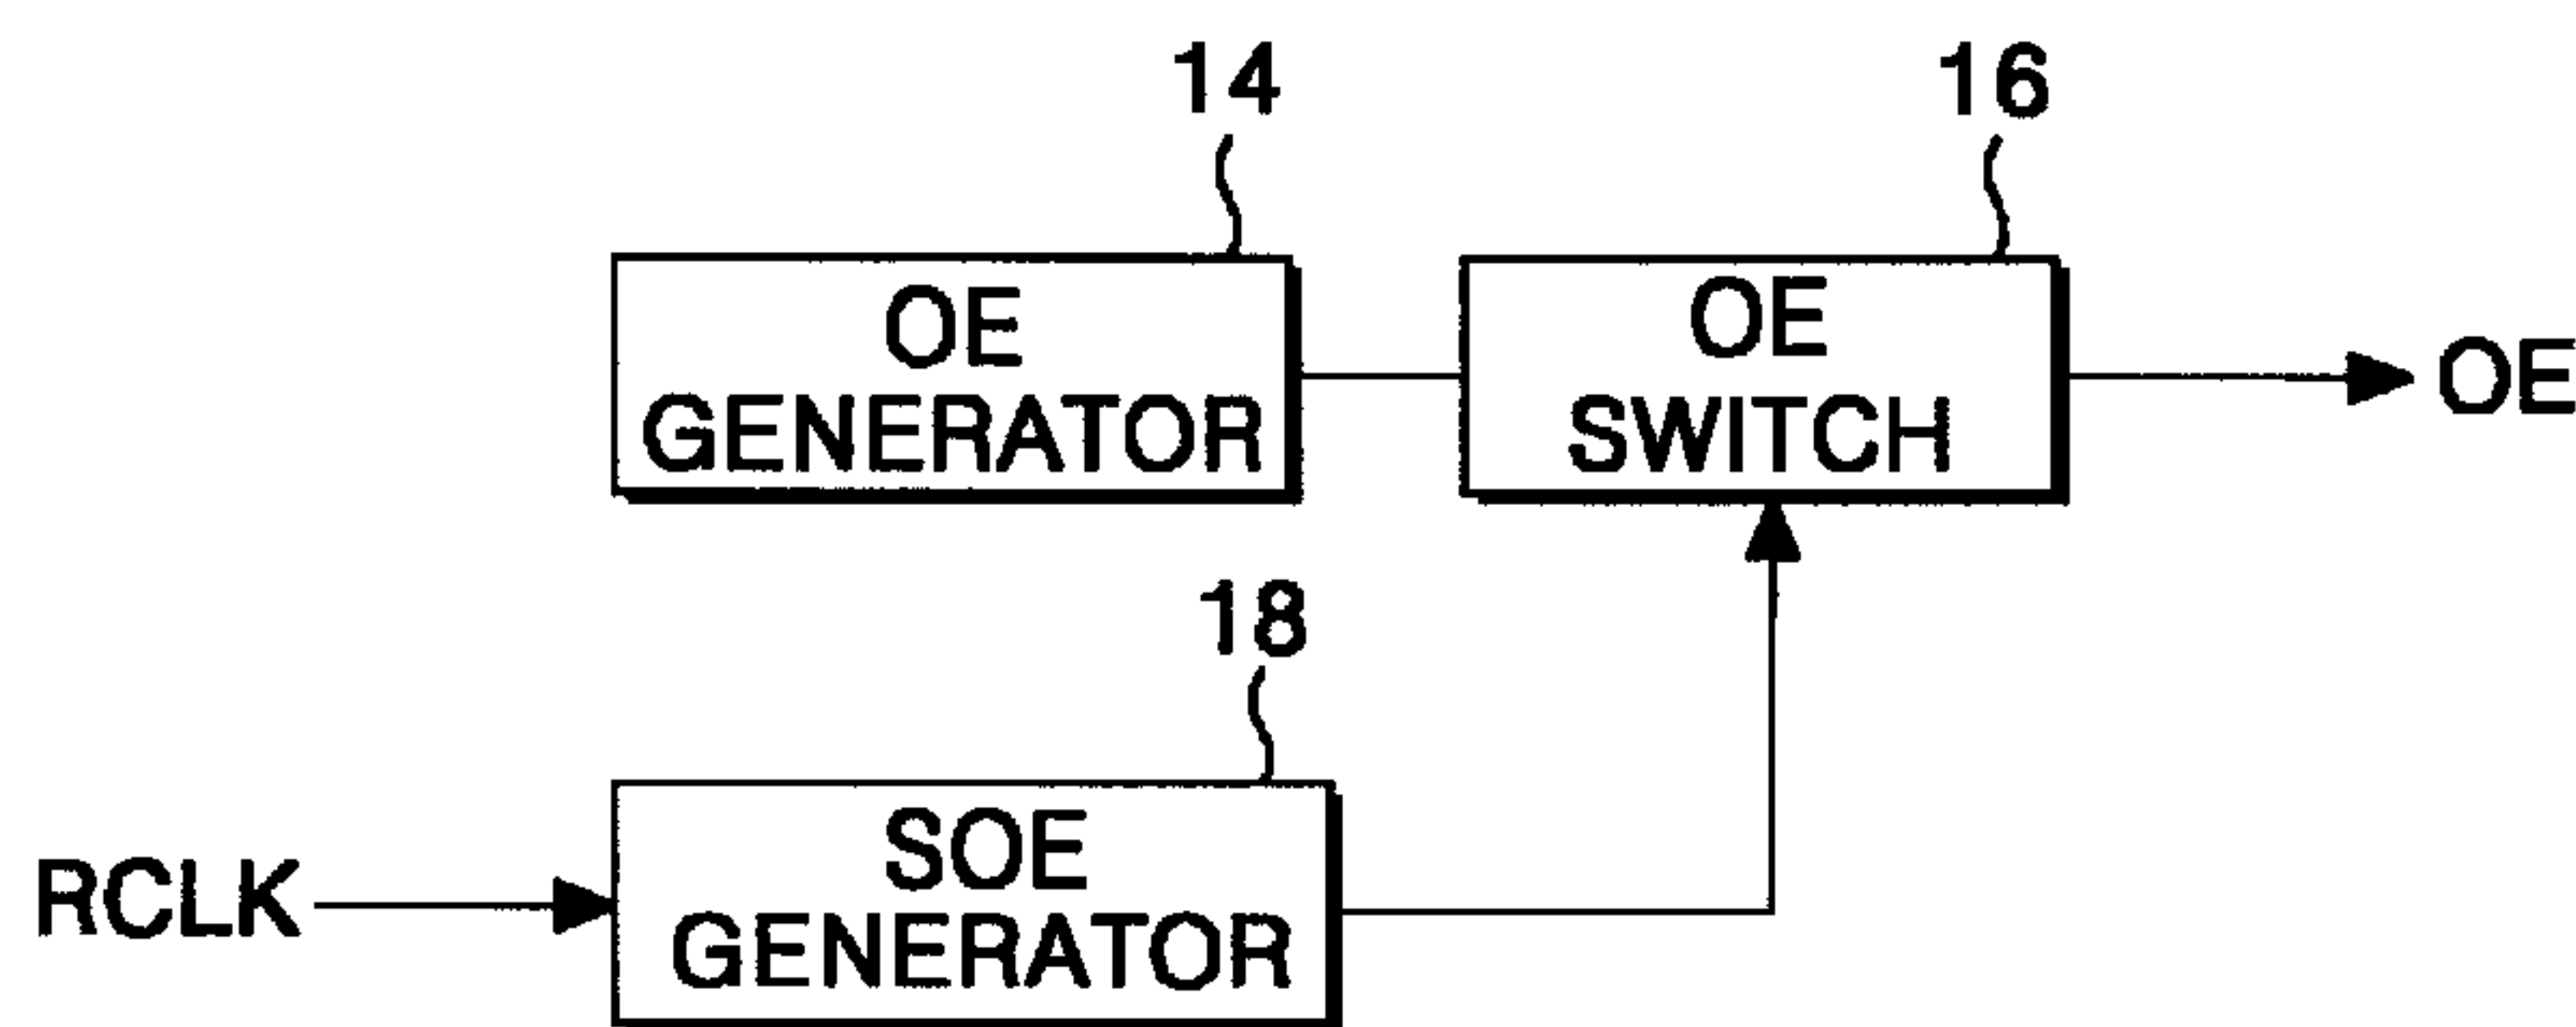 14
16
OE
GENERATOR
OE
SWITCH
OE
18
RCLK
SOE
GENERATOR